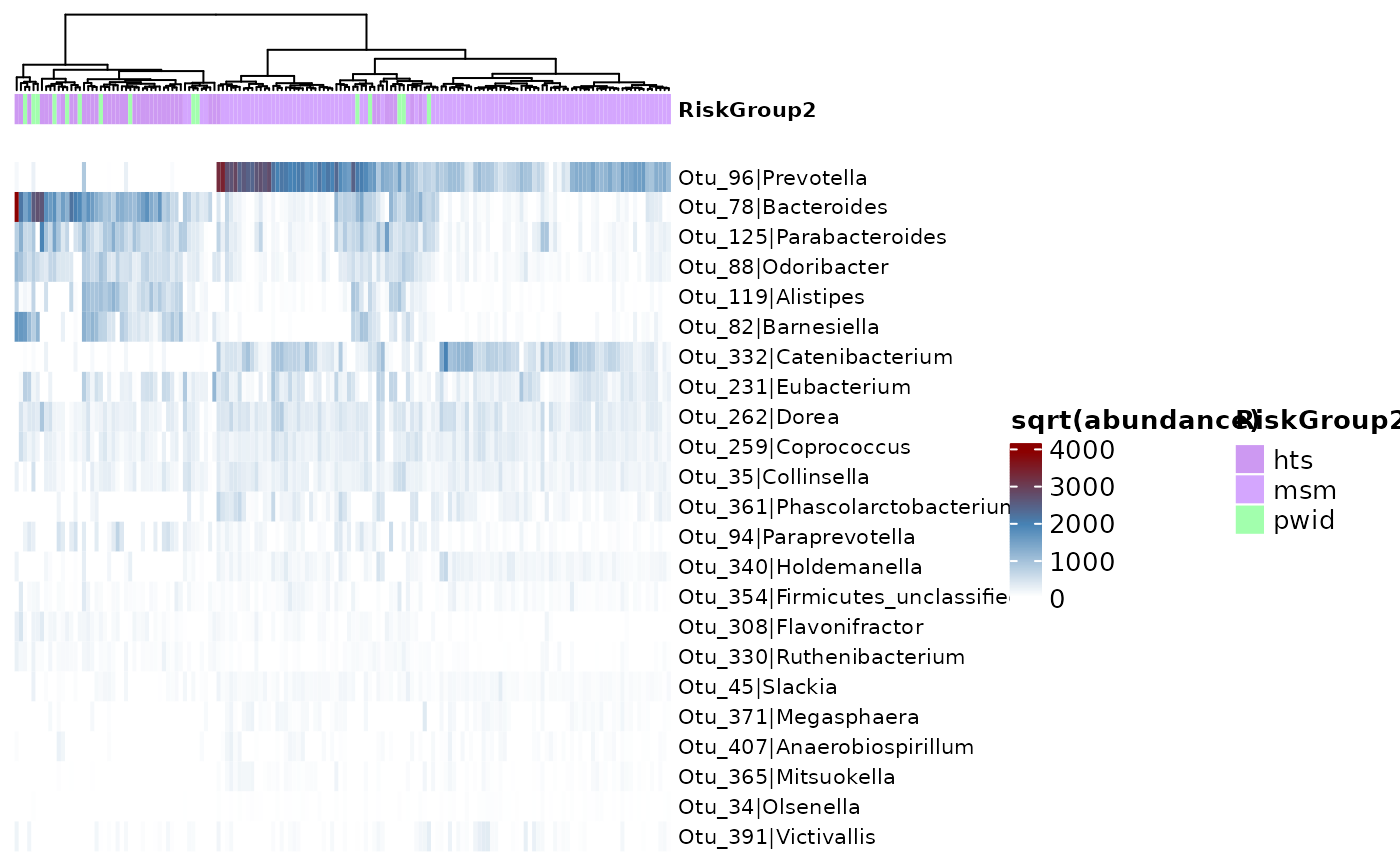 RiskGroup2
Otu_96|Prevotella
Otu_78|Bacteroides
Otu_125|Parabacteroides
Otu_88|Odoribacter
Otu_119|Alistipes
Otu_82|Barnesiella
Otu_332|Catenibacterium
Otu_231|Eubacterium
Otu_262|Dorea
Otu_259|Coprococcus
Otu_35|Collinsella
Otu_361|Phascolarctobacterium
Otu_94|Paraprevotella
Otu_340|Holdemanella
Otu_354|Firmicutes_unclassifie
Otu_308|Flavonifractor
Otu_330|Ruthenibacterium
Otu_45|Slackia
Otu_371|Megasphaera
Otu_407|Anaerobiospirillum
Otu_365|Mitsuokella
Otu_34|Olsenella
Otu_391|Victivallis
sqrt(abundance)
4000
3000
2000
1000
0
RiskGroup2
hts
msm
pwid